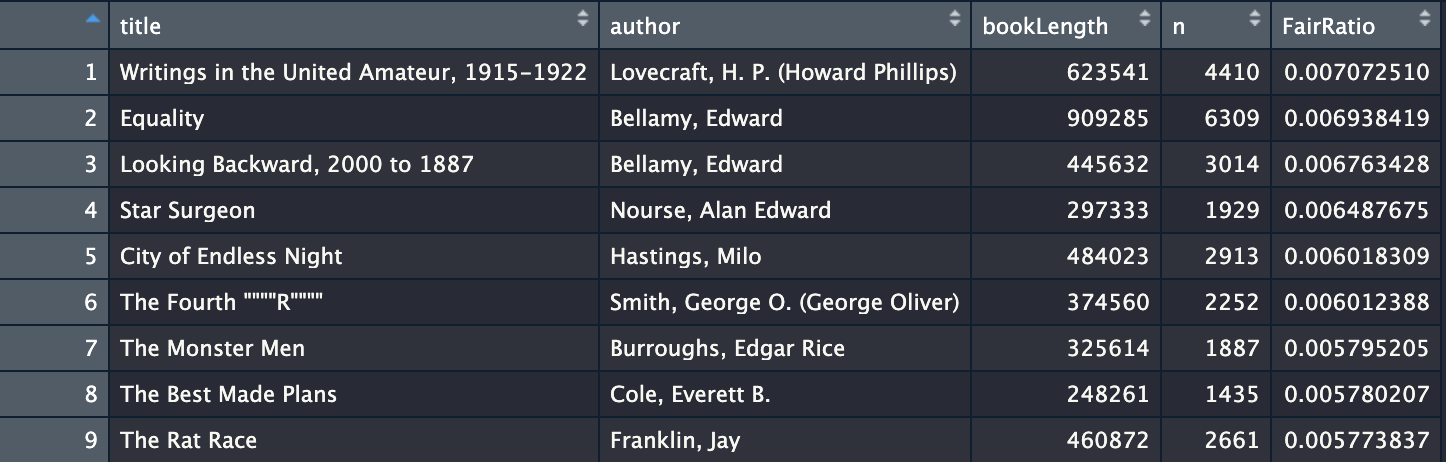 title author bookLength n FairRatio
1 Writings in the United Amateur, 1915-1922 Lovecraft, H. P. (Howard Phillips) 623541 4410 0.007072510
2 Equality Bellamy, Edward 909285 6309 0.006938419
3 Looking Backward, 2000 to 1887 Bellamy, Edward 445632 3014 0.006763428
4 Star Surgeon Nourse, Alan Edward 297333 1929 0.006487675
5 City of Endless Night Hastings, Milo 484023 2913 0.006018309
6 The Fourth """"R"""" Smith, George O. (George Oliver) 374560 2252 0.006012388
7 The Monster Men Burroughs, Edgar Rice 325614 1887 0.005795205
8 The Best Made Plans Cole, Everett B. 248261 1435 0.005780207
9 The Rat Race Franklin, Jay 460872 2661 0.005773837